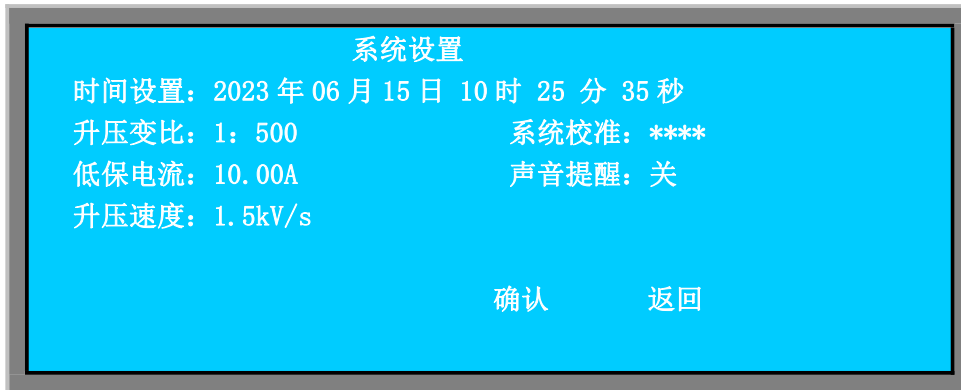 系统设置
时间设置：2023 年 06 月 15 日 10 时 25 分 35 秒
升压变比：1：500 系统校准：****
低保电流：10.00A 声音提醒：关
升压速度：1.5kV/s
确认 返回